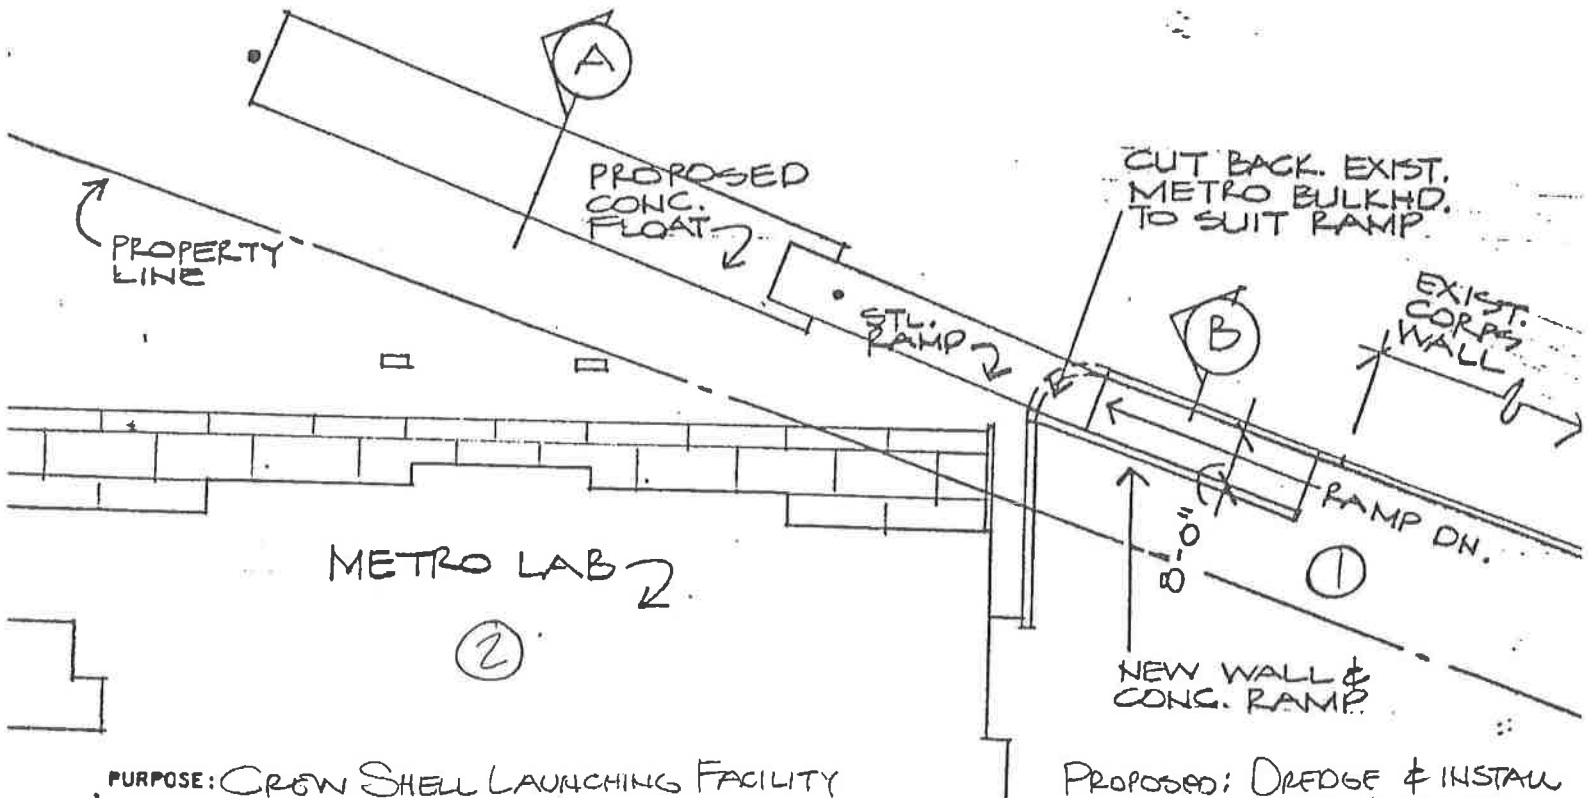 A
PROPOSED
CONC.
FLOAT
CUT BACK. EXIST.
METRO BULKHD.
TO SUIT RAMP
PROPERTY
LINE
EXIST.
CORPS
WALL
STL.
RAMP
B
RAMP DN.
8'-0"
1
METRO LAB
2
NEW WALL &
CONC. RAMP
PURPOSE: CREW SHELL LAUNCHING FACILITY
PROPOSED: DREDGE & INSTALL